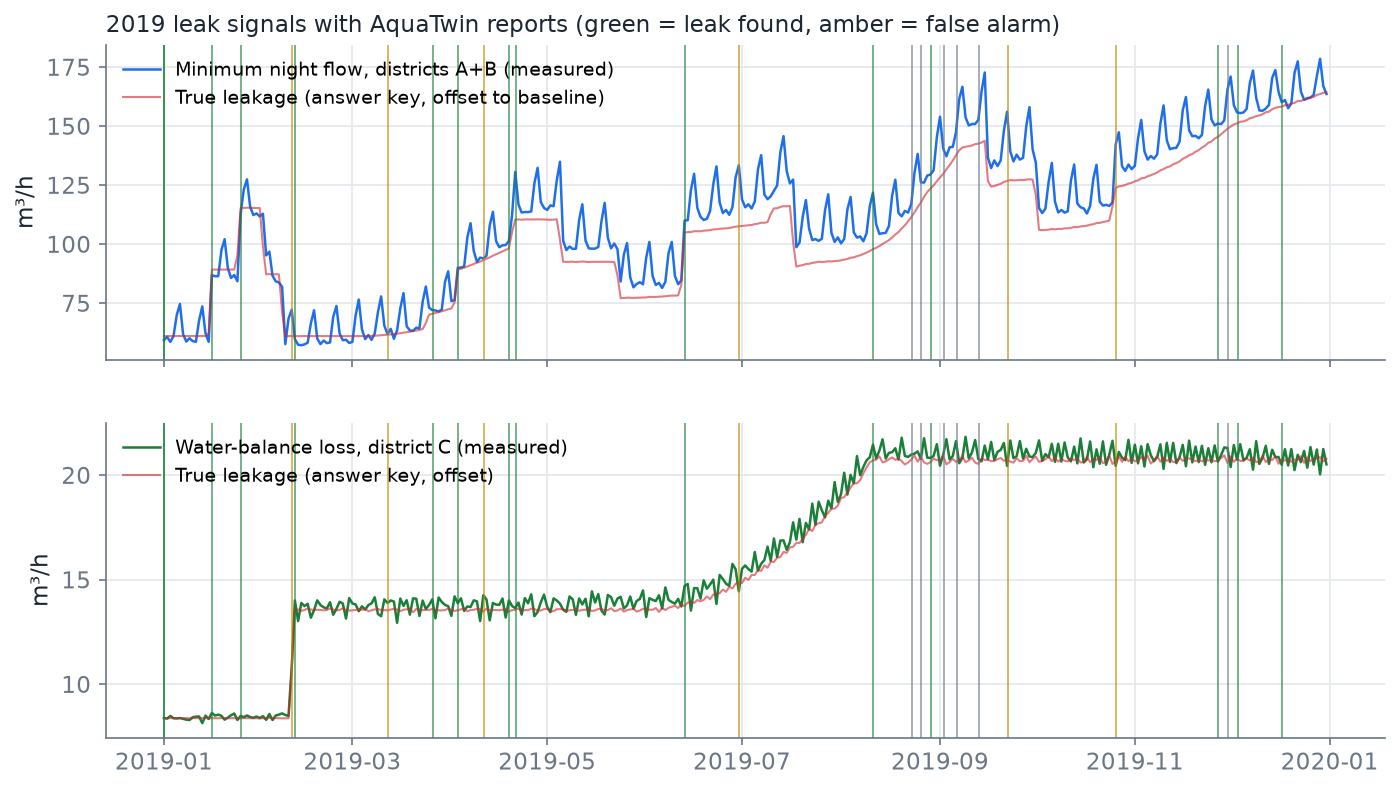 2019 leak signals with AquaTwin reports (green = leak found, amber = false alarm)
Minimum night flow, districts A+B (measured)
True leakage (answer key, offset to baseline)
175
150
125
100
75
m³/h
Water-balance loss, district C (measured)
True leakage (answer key, offset)
20
15
10
m³/h
2019-01 2019-03 2019-05 2019-07 2019-09 2019-11 2020-01